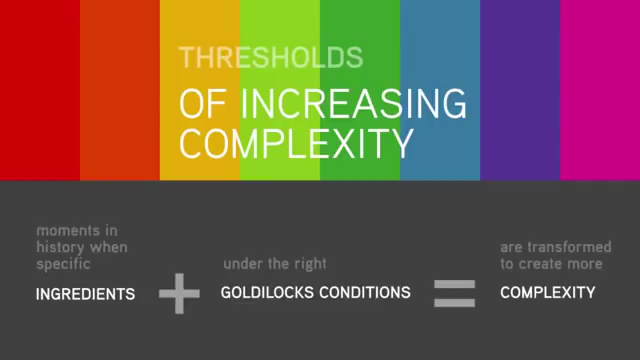 THRESHOLDS
OF INCREASING
COMPLEXITY
moments in
history when
specific
INGREDIENTS
+
under the right
GOLDILOCKS CONDITIONS
=
are transformed
to create more
COMPLEXITY